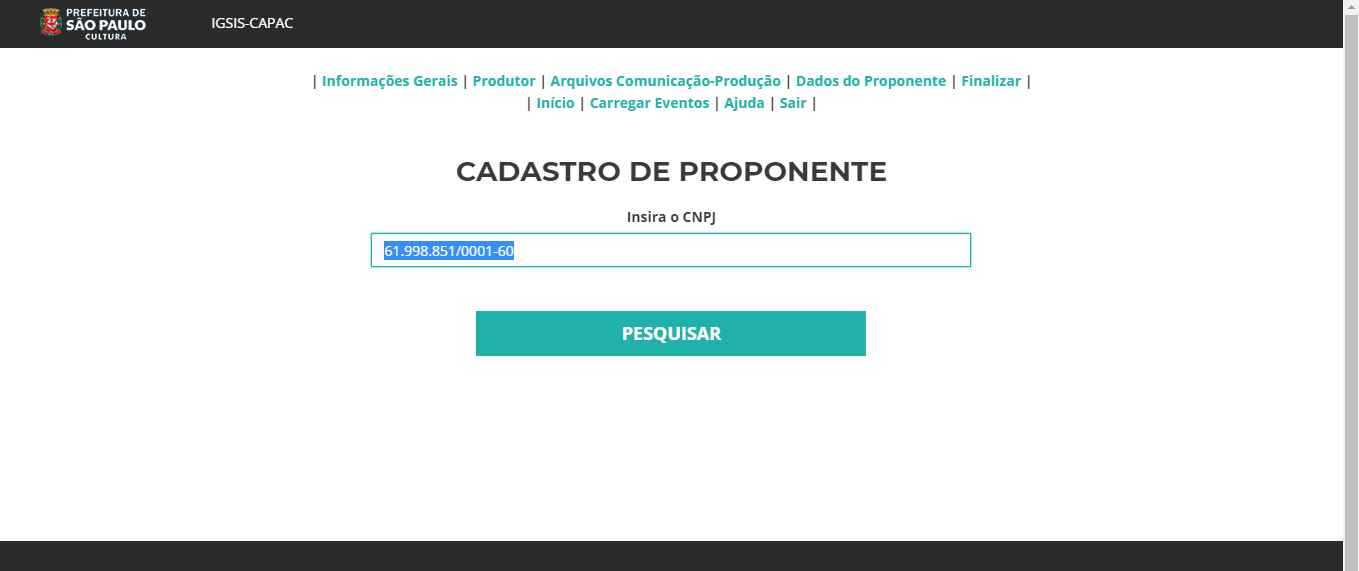 PREFEITURA DE
SÃO PAULO
CULTURA
IGSIS-CAPAC
| Informações Gerais | Produtor | Arquivos Comunicação-Produção | Dados do Proponente | Finalizar |
| Início | Carregar Eventos | Ajuda | Sair |
CADASTRO DE PROPONENTE
Insira o CNPJ
61.998.851/0001-60
PESQUISAR